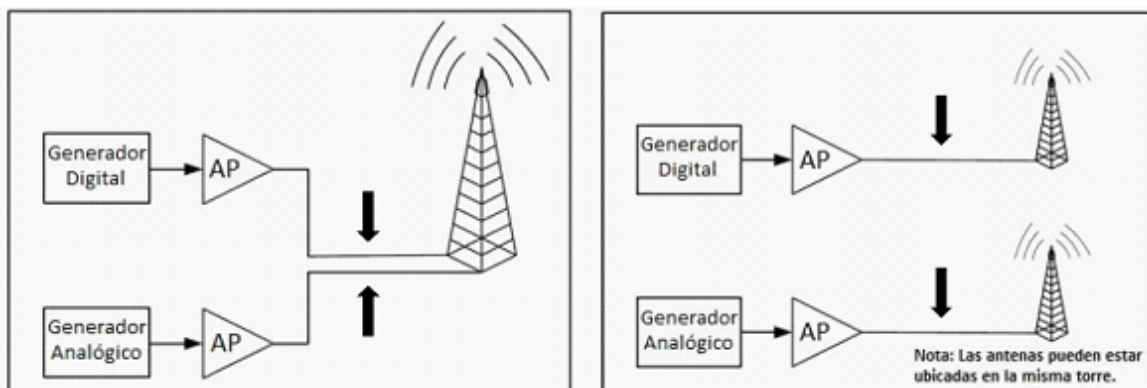 Generador
Digital
AP
Generador
Analógico
AP
Generador
Digital
AP
Generador
Analógico
AP
Nota: Las antenas pueden estar
ubicadas en la misma torre.